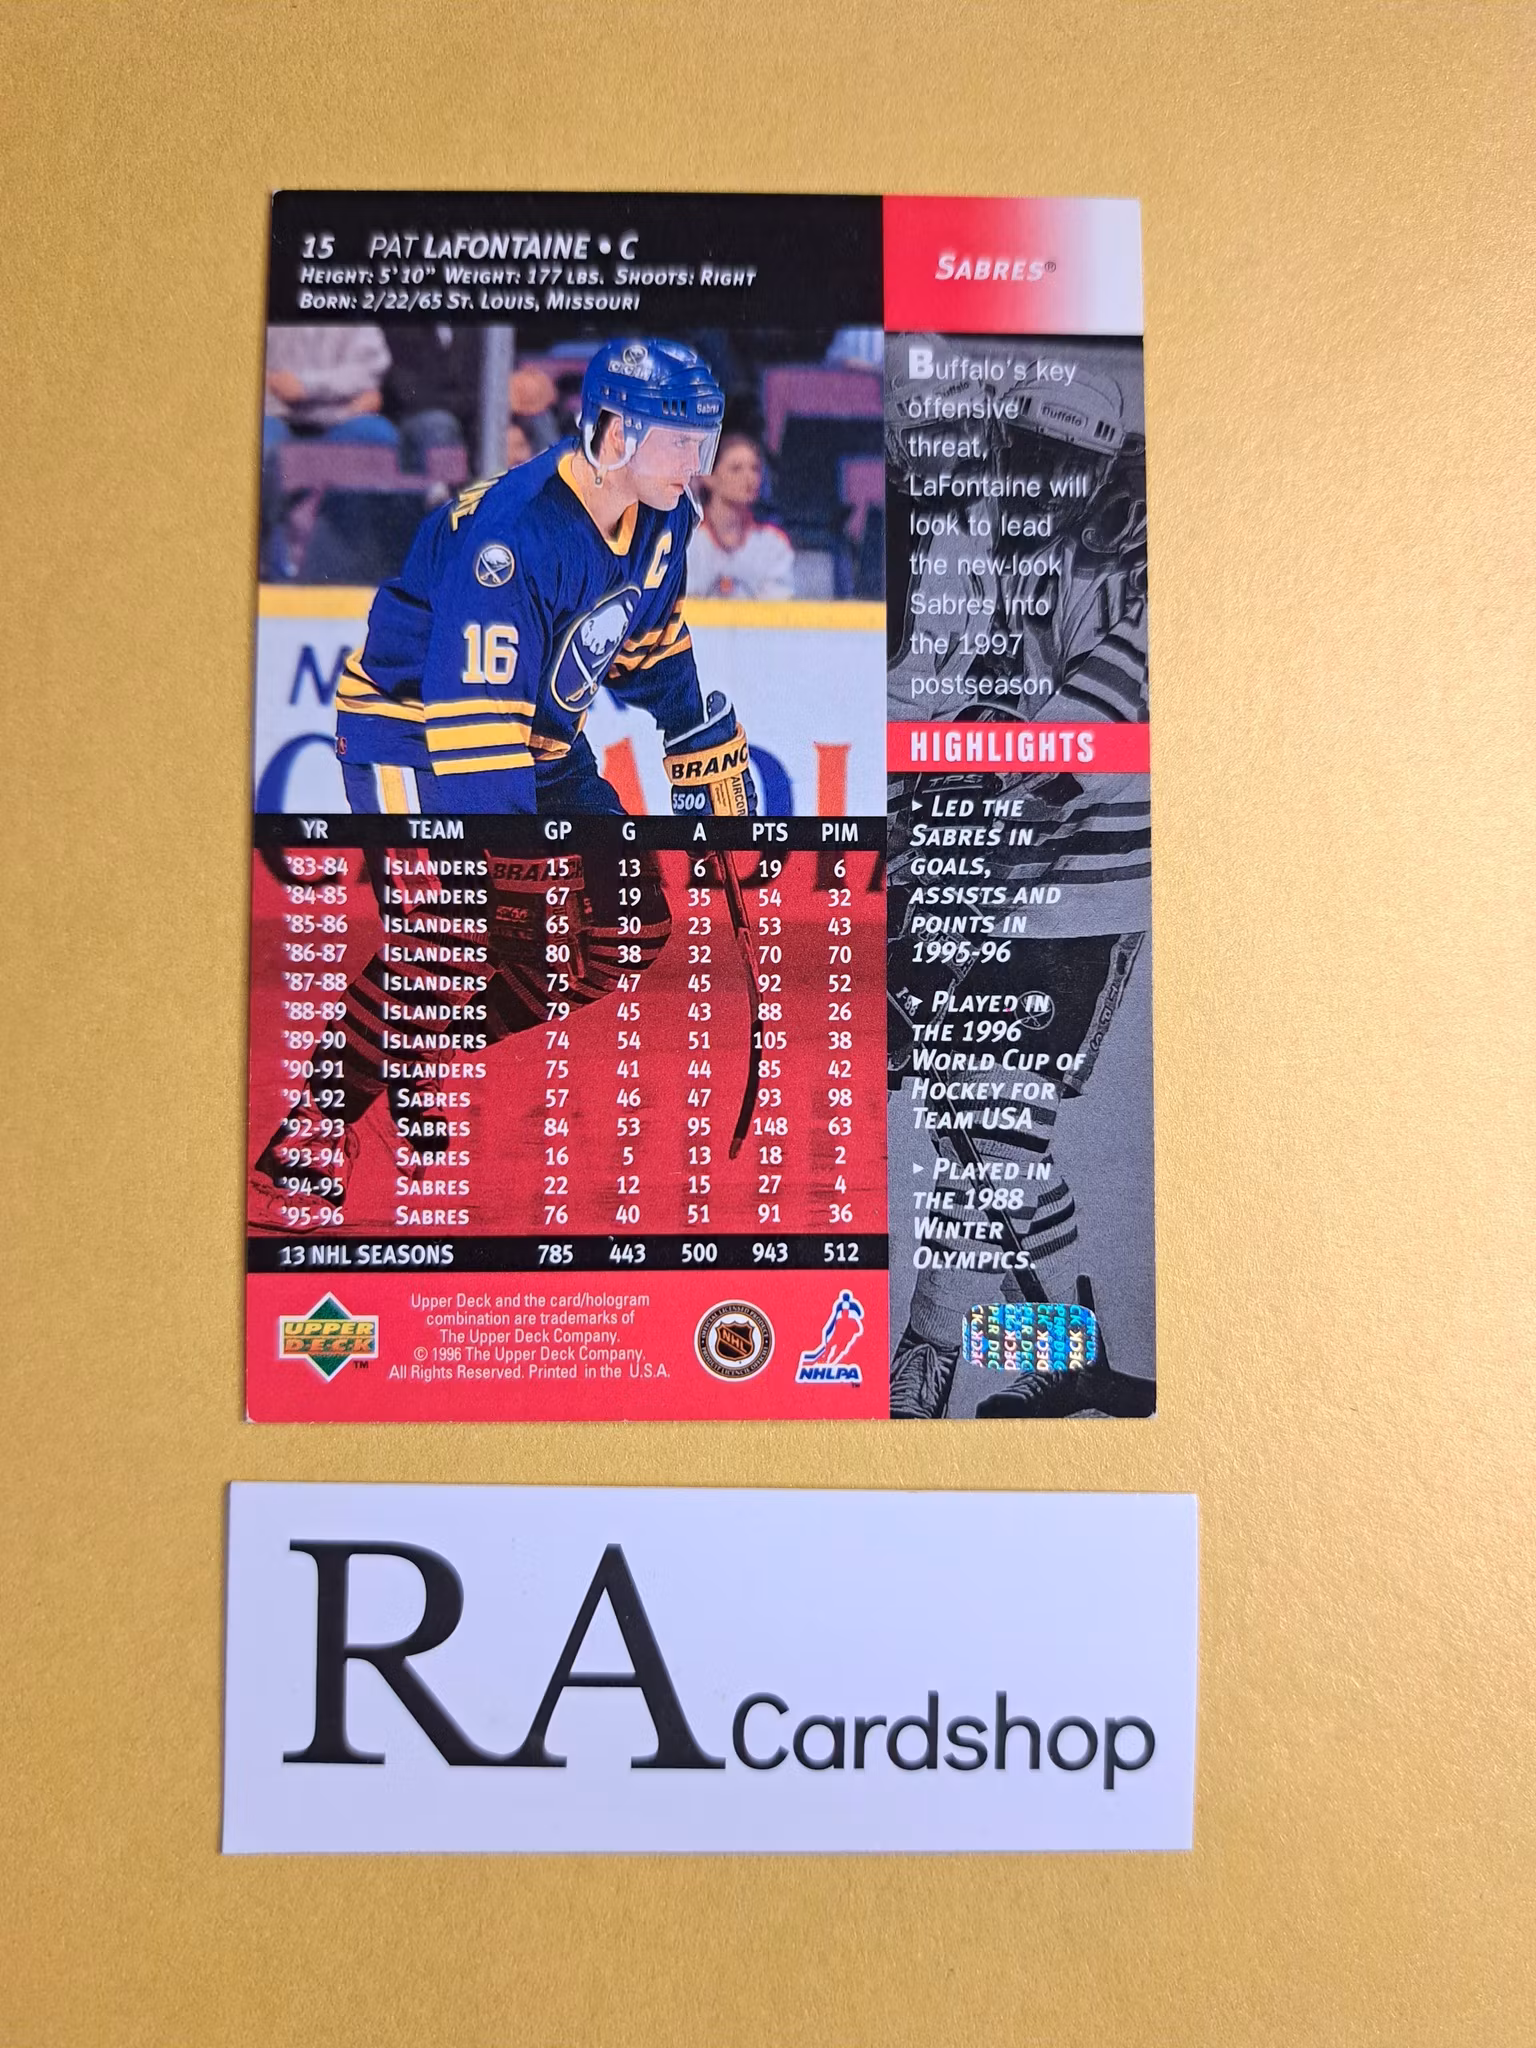 15 PAT LAFONTAINE • C
HEIGHT: 5'10" WEIGHT: 177 LBS. SHOOTS: RIGHT
BORN: 2/22/65 ST. LOUIS, MISSOURI
SABRES®
Buffalo's key
offensive
threat,
LaFontaine will
look to lead
the new-look
Sabres into
the 1997
postseason.
HIGHLIGHTS
▸ LED THE
SABRES IN
GOALS,
ASSISTS AND
POINTS IN
1995-96
▸ PLAYED IN
THE 1996
WORLD CUP OF
HOCKEY FOR
TEAM USA
▸ PLAYED IN
THE 1988
WINTER
OLYMPICS.
Sabres
Buffalo
C
16
BRANC
5500
AIRCOR
YR TEAM GP G A PTS PIM
'83-84 ISLANDERS 15 13 6 19 6
'84-85 ISLANDERS 67 19 35 54 32
'85-86 ISLANDERS 65 30 23 53 43
'86-87 ISLANDERS 80 38 32 70 70
'87-88 ISLANDERS 75 47 45 92 52
'88-89 ISLANDERS 79 45 43 88 26
'89-90 ISLANDERS 74 54 51 105 38
'90-91 ISLANDERS 75 41 44 85 42
'91-92 SABRES 57 46 47 93 98
'92-93 SABRES 84 53 95 148 63
'93-94 SABRES 16 5 13 18 2
'94-95 SABRES 22 12 15 27 4
'95-96 SABRES 76 40 51 91 36
13 NHL SEASONS 785 443 500 943 512
UPPER
DECK™
Upper Deck and the card/hologram
combination are trademarks of
The Upper Deck Company.
© 1996 The Upper Deck Company.
All Rights Reserved. Printed in the U.S.A.
NHL
NHLPA™
RA Cardshop